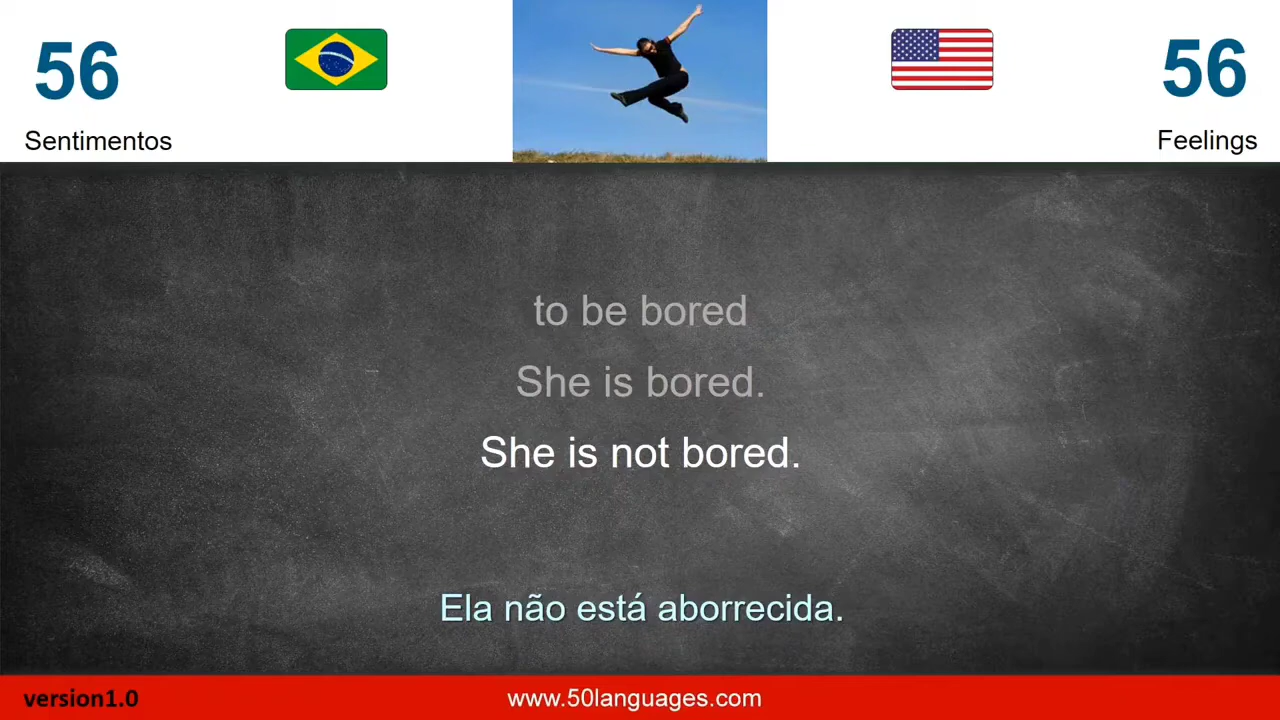 56
56
Sentimentos
Feelings
to be bored
She is bored.
She is not bored.
Ela não está aborrecida.
version1.0
www.50languages.com